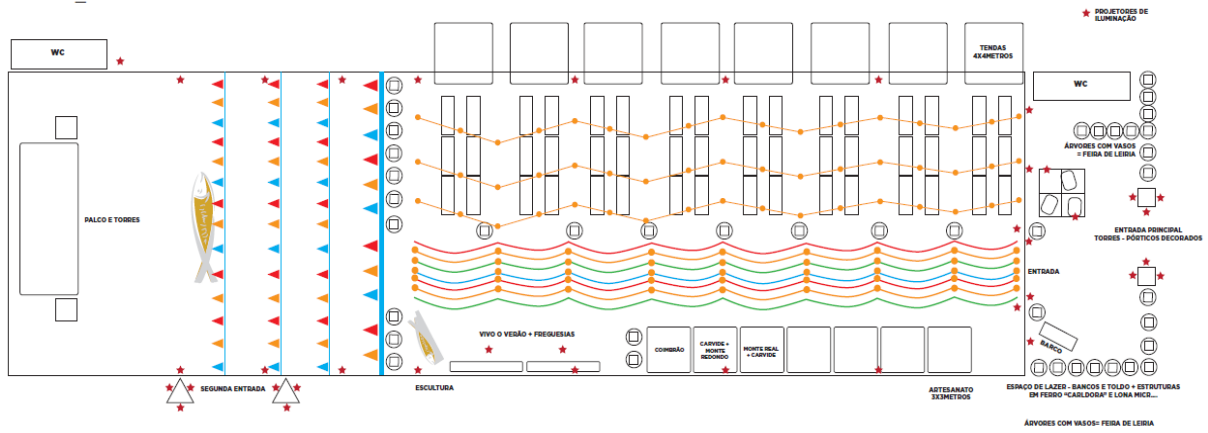 PROJETORES DE
ILUMINAÇÃO
WC
TENDAS
4X4METROS
WC
ÁRVORES COM VASOS
= FEIRA DE LEIRIA
PALCO E TORRES
ENTRADA PRINCIPAL
TORRES - PÓRTICOS DECORADOS
ENTRADA
VIVO O VERÃO + FREGUESIAS
COIMBRÃO
CARVIDE +
MONTE
REDONDO
MONTE REAL
+ CARVIDE
BARCO
SEGUNDA ENTRADA
ESCULTURA
ARTESANATO
3X3METROS
ESPAÇO DE LAZER - BANCOS E TOLDO + ESTRUTURAS
EM FERRO "CARLDORA" E LONA MICR....
ÁRVORES COM VASOS= FEIRA DE LEIRIA